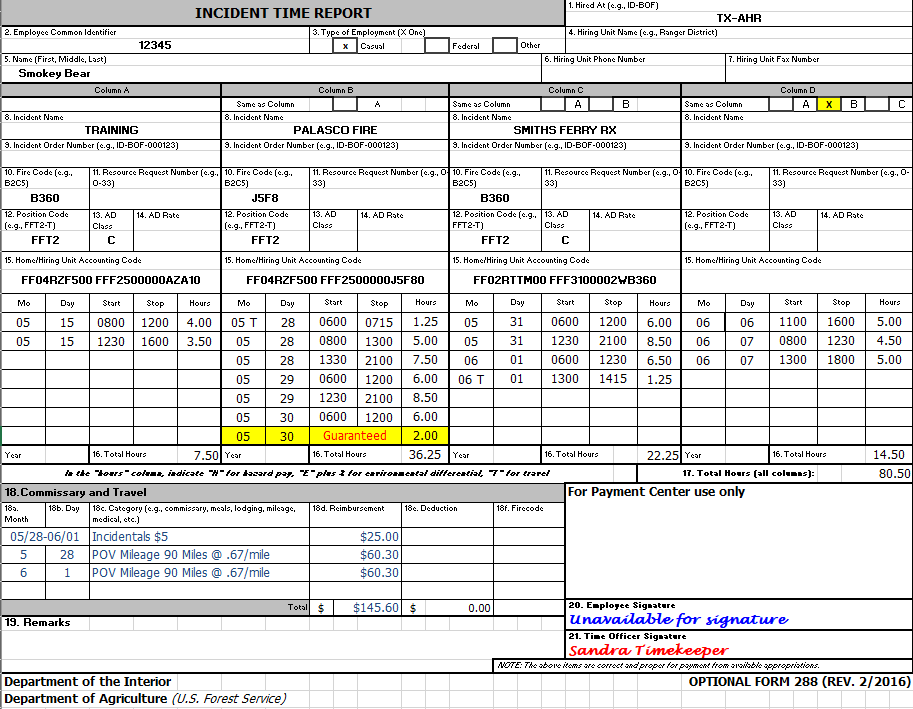 INCIDENT TIME REPORT
1. Hired At (e.g., ID-BOF)
TX-AHR
2. Employee Common Identifier
12345
3. Type of Employment (X One)
x Casual Federal Other
4. Hiring Unit Name (e.g., Ranger District)
5. Name (First, Middle, Last)
Smokey Bear
6. Hiring Unit Phone Number
7. Hiring Unit Fax Number
Column A Column B Column C Column D
Same as Column A Same as Column A B Same as Column A X B C
8. Incident Name 8. Incident Name 8. Incident Name 8. Incident Name
TRAINING PALASCO FIRE SMITHS FERRY RX
9. Incident Order Number (e.g., ID-BOF-000123) 9. Incident Order Number (e.g., ID-BOF-000123) 9. Incident Order Number (e.g., ID-BOF-000123) 9. Incident Order Number (e.g., ID-BOF-000123)
10. Fire Code (e.g., B2C5) 11. Resource Request Number (e.g., O-33) 10. Fire Code (e.g., B2C5) 11. Resource Request Number (e.g., O-33) 10. Fire Code (e.g., B2C5) 11. Resource Request Number (e.g., O-33) 10. Fire Code (e.g., B2C5) 11. Resource Request Number (e.g., O-33)
B360 J5F8 B360
12. Position Code (e.g., FFT2-T) 13. AD Class 14. AD Rate 12. Position Code (e.g., FFT2-T) 13. AD Class 14. AD Rate 12. Position Code (e.g., FFT2-T) 13. AD Class 14. AD Rate 12. Position Code (e.g., FFT2-T) 13. AD Class 14. AD Rate
FFT2 C FFT2 FFT2 C
15. Home/Hiring Unit Accounting Code 15. Home/Hiring Unit Accounting Code 15. Home/Hiring Unit Accounting Code 15. Home/Hiring Unit Accounting Code
FF04RZF500 FFF2500000AZA10 FF04RZF500 FFF2500000J5F80 FF02RTTM00 FFF3100002WB360
Mo Day Start Stop Hours Mo Day Start Stop Hours Mo Day Start Stop Hours Mo Day Start Stop Hours
05 15 0800 1200 4.00 05 T 28 0600 0715 1.25 05 31 0600 1200 6.00 06 06 1100 1600 5.00
05 15 1230 1600 3.50 05 28 0800 1300 5.00 05 31 1230 2100 8.50 06 07 0800 1230 4.50
05 28 1330 2100 7.50 06 01 0600 1230 6.50 06 07 1300 1800 5.00
05 29 0600 1200 6.00 06 T 01 1300 1415 1.25
05 29 1230 2100 8.50
05 30 0600 1200 6.00
05 30 Guaranteed 2.00
Year 16. Total Hours 7.50 Year 16. Total Hours 36.25 Year 16. Total Hours 22.25 Year 16. Total Hours 14.50
In the "hours" column, indicate "H" for hazard pay, "E" plus % for environmental differential, "T" for travel 17. Total Hours (all columns): 80.50
18.Commissary and Travel
For Payment Center use only
18a. Month 18b. Day 18c. Category (e.g., commissary, meals, lodging, mileage, medical, etc.) 18d. Reimbursement 18e. Deduction 18f. Firecode
05/28-06/01 Incidentals $5 $25.00
5 28 POV Mileage 90 Miles @ .67/mile $60.30
6 1 POV Mileage 90 Miles @ .67/mile $60.30
Total $ $145.60 $ 0.00
19. Remarks
20. Employee Signature
Unavailable for signature
21. Time Officer Signature
Sandra Timekeeper
NOTE: The above items are correct and proper for payment from available appropriations.
Department of the Interior
OPTIONAL FORM 288 (REV. 2/2016)
Department of Agriculture (U.S. Forest Service)